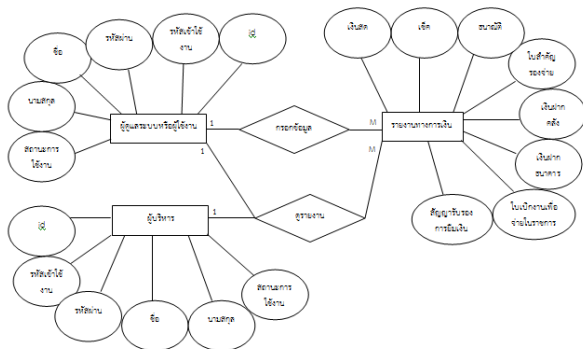 ชื่อ
รหัสผ่าน
รหัสเข้าใช้
งาน
id
นามสกุล
สถานะการ
ใช้งาน
ผู้ดูแลระบบหรือผู้ใช้งาน
1
1
กรอกข้อมูล
M
M
รายงานทางการเงิน
เงินสด
เช็ค
ธนาณัติ
ใบสำคัญ
รองจ่าย
เงินฝาก
คลัง
เงินฝาก
ธนาคาร
ใบเบิกงานเพื่อ
จ่ายในราชการ
สัญญารับรอง
การยืมเงิน
ผู้บริหาร
1
ดูรายงาน
id
รหัสเข้าใช้
งาน
รหัสผ่าน
ชื่อ
นามสกุล
สถานะการ
ใช้งาน